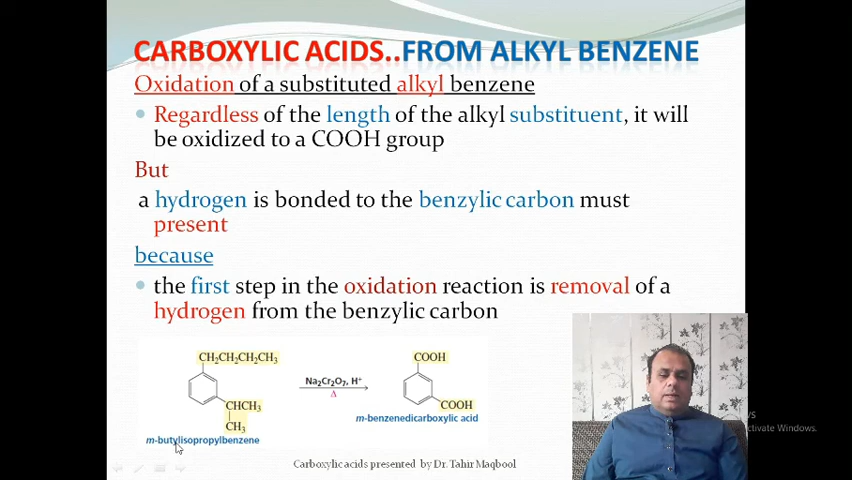 CARBOXYLIC ACIDS..FROM ALKYL BENZENE
Oxidation of a substituted alkyl benzene
Regardless of the length of the alkyl substituent, it will
be oxidized to a COOH group
But
a hydrogen is bonded to the benzylic carbon must
present
because
the first step in the oxidation reaction is removal of a
hydrogen from the benzylic carbon
CH₂CH₂CH₂CH₃
CHCH₃
CH₃
m-butylisopropylbenzene
Na₂Cr₂O₇, H⁺
Δ
COOH
COOH
m-benzenedicarboxylic acid
Carboxylic acids presented by Dr. Tahir Maqbool
ctivate Windows.